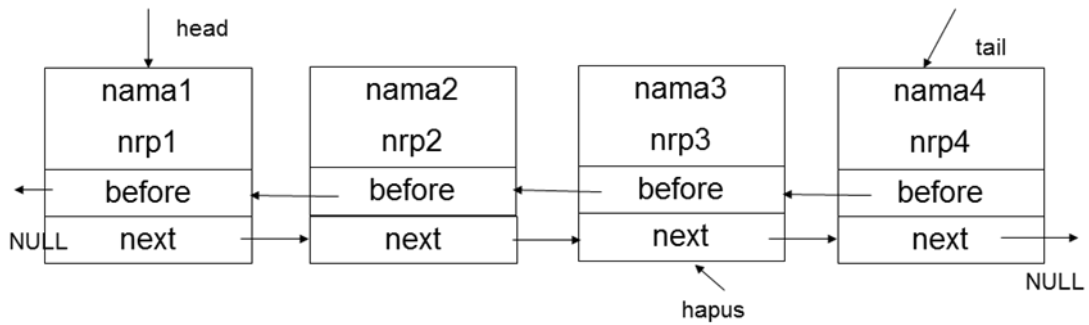 head
tail
nama1
nrp1
before
next
nama2
nrp2
before
next
nama3
nrp3
before
next
nama4
nrp4
before
next
NULL
NULL
hapus